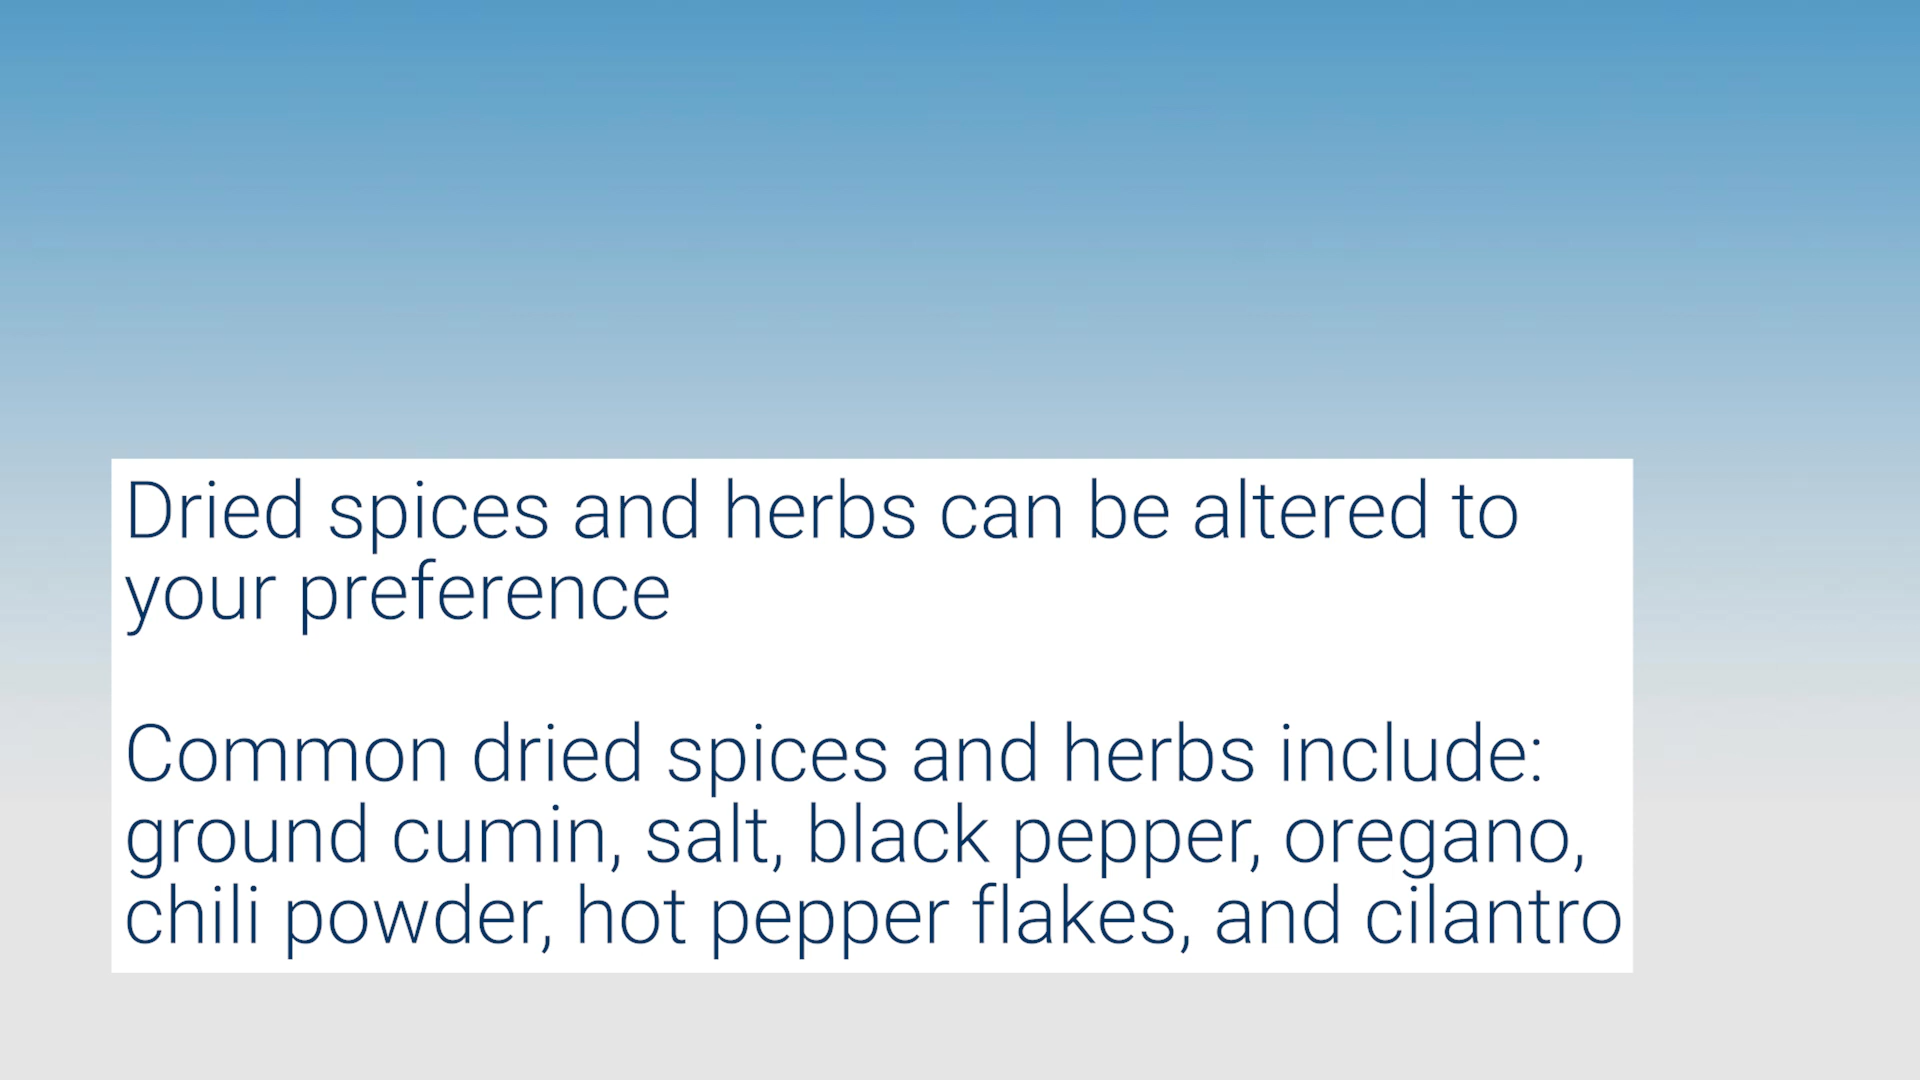 Dried spices and herbs can be altered to
your preference
Common dried spices and herbs include:
ground cumin, salt, black pepper, oregano,
chili powder, hot pepper flakes, and cilantro